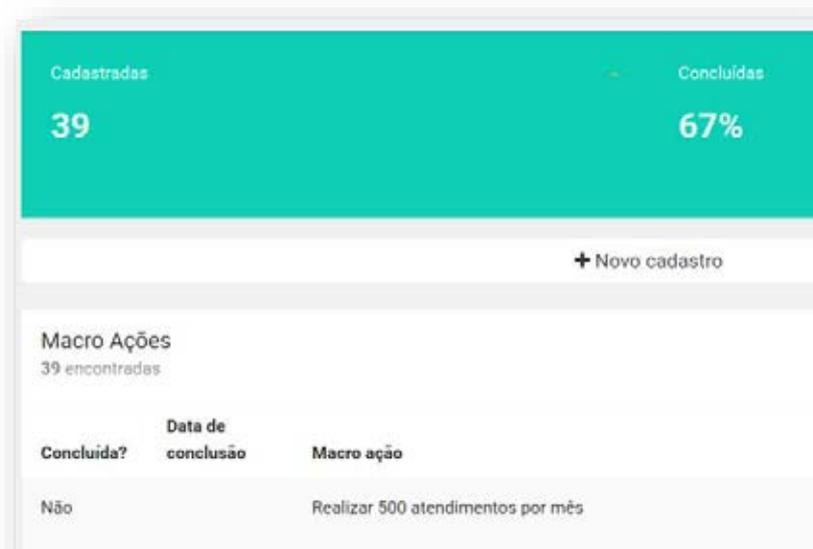 Cadastradas
Concluídas
39
67%
+ Novo cadastro
Macro Ações
39 encontradas
Concluída?
Data de
conclusão
Macro ação
Não
Realizar 500 atendimentos por mês